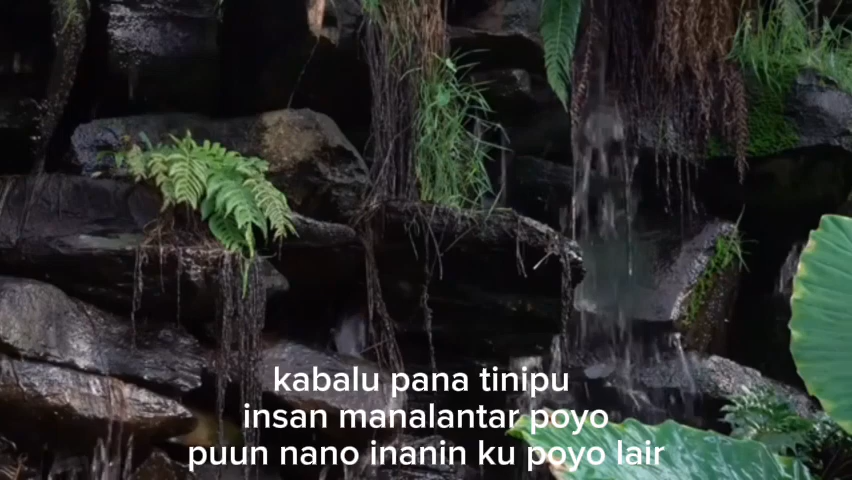 kabalu pana tinipu
insan manalantar poyo
puun nano inanin ku poyo lair